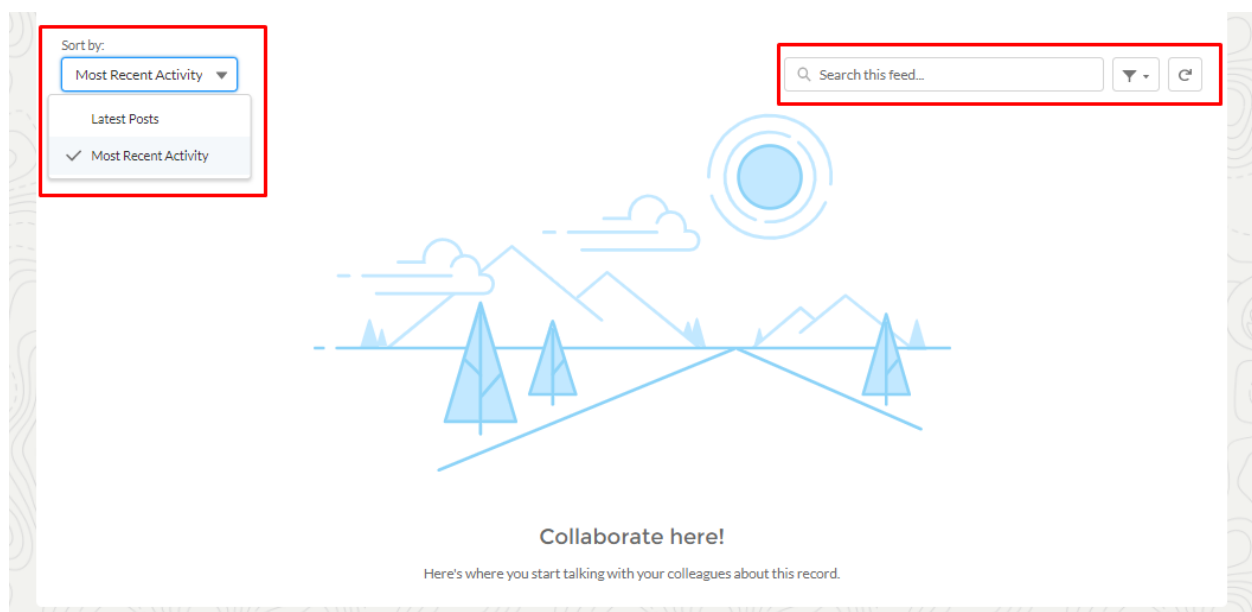 Sort by:
Most Recent Activity
Search this feed...
Latest Posts
Most Recent Activity
Collaborate here!
Here's where you start talking with your colleagues about this record.